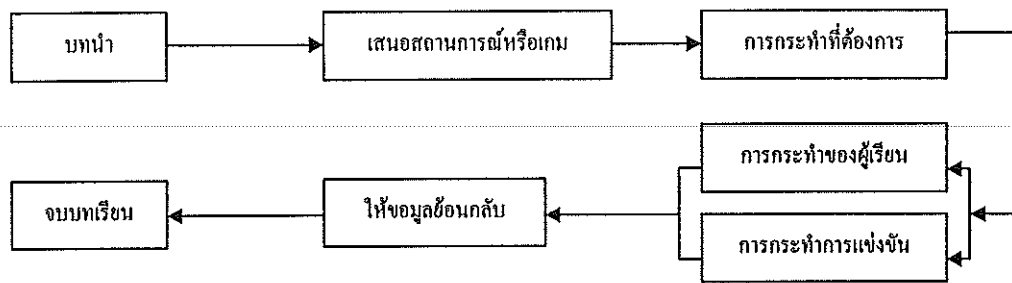 บทนำ
เสนอสถานการณ์หรือเกม
การกระทำที่ต้องการ
การกระทำของผู้เรียน
การกระทำการแข่งขัน
ให้ขอมูลย้อนกลับ
จบบทเรียน